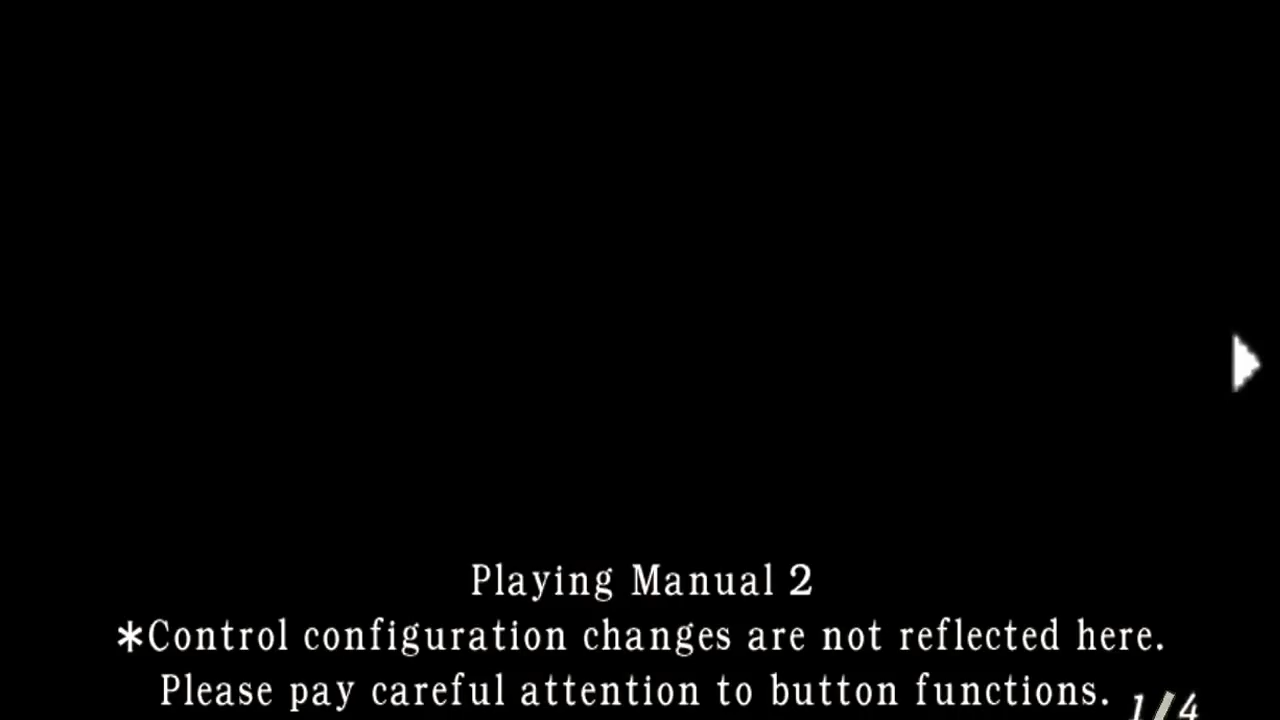 Playing Manual 2
*Control configuration changes are not reflected here.
Please pay careful attention to button functions.
1/4